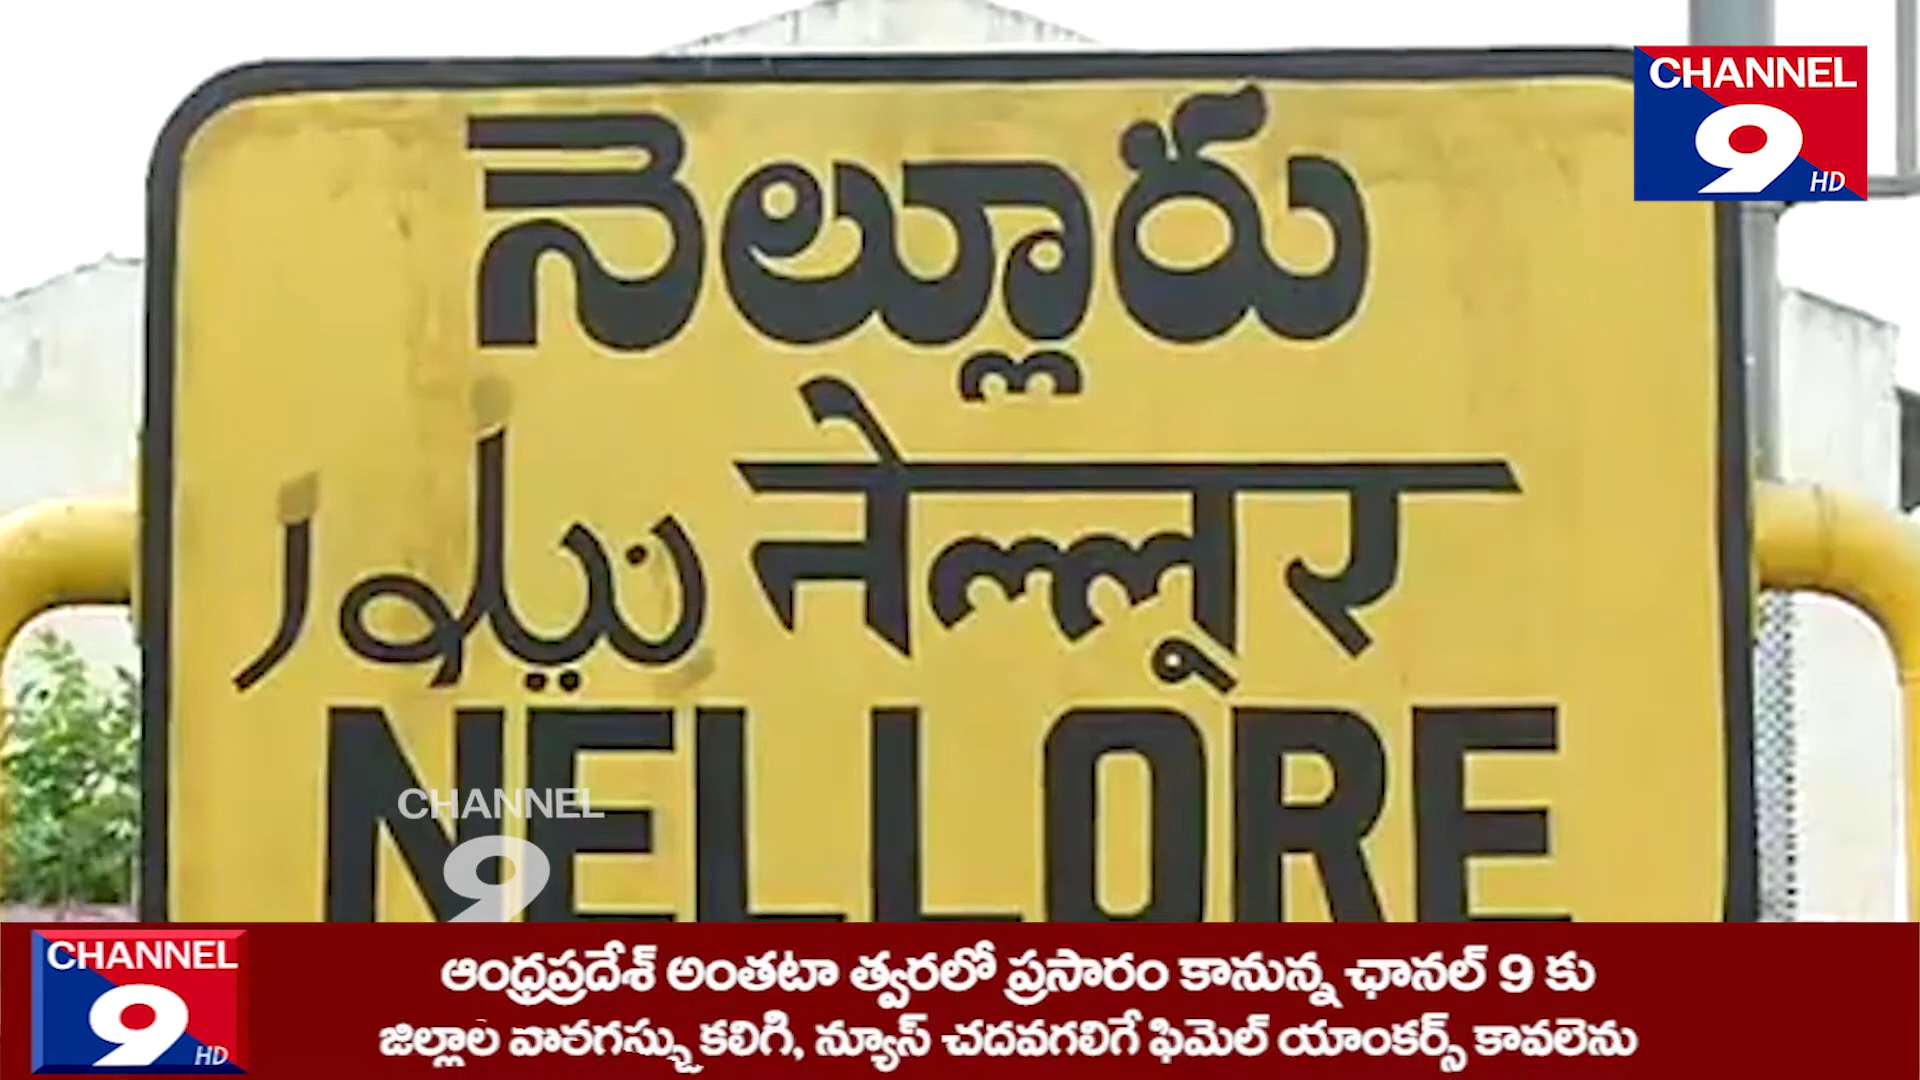 నెల్లూరు
CHANNEL
9
HD
नेल्लूर
NELLORE
CHANNEL
9
CHANNEL
9
HD
ఆంధ్రప్రదేశ్ అంతటా త్వరలో ప్రసారం కానున్న ఛానల్ 9 కు
జిల్లాల కలిగి, న్యూస్ చదవగలిగే ఫిమెల్ యాంకర్స్ కావలెను